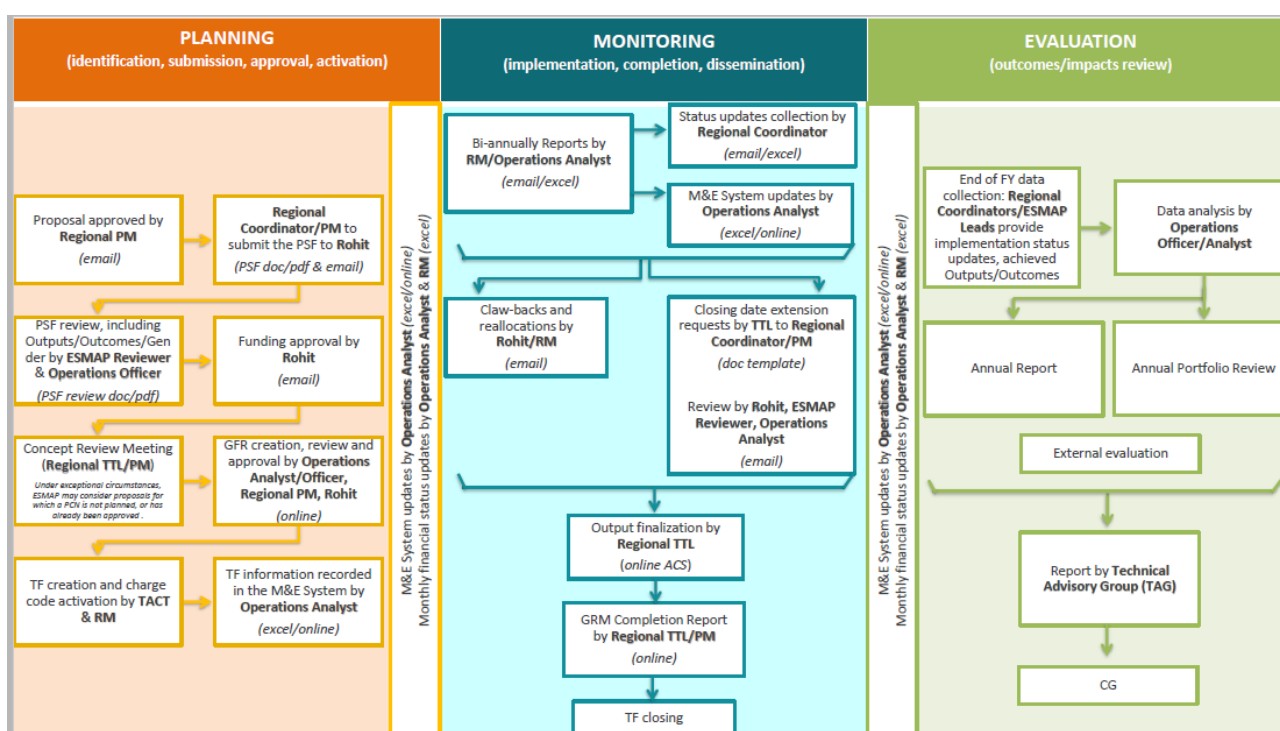 PLANNING
(identification, submission, approval, activation)
MONITORING
(implementation, completion, dissemination)
EVALUATION
(outcomes/impacts review)
Proposal approved by
Regional PM
(email)
Regional
Coordinator/PM to
submit the PSF to Rohit
(PSF doc/pdf & email)
PSF review, including
Outputs/Outcomes/Gen
der by ESMAP Reviewer
& Operations Officer
(PSF review doc/pdf)
Funding approval by
Rohit
(email)
Concept Review Meeting
(Regional TTL/PM)
Under exceptional circumstances,
ESMAP may consider proposals for
which a PCN is not planned, or has
already been approved .
GFR creation, review and
approval by Operations
Analyst/Officer,
Regional PM, Rohit
(online)
TF creation and charge
code activation by TACT
& RM
TF information recorded
in the M&E System by
Operations Analyst
(excel/online)
M&E System updates by Operations Analyst (excel/online)
Monthly financial status updates by Operations Analyst & RM (excel)
Bi-annually Reports by
RM/Operations Analyst
(email/excel)
Status updates collection by
Regional Coordinator
(email/excel)
M&E System updates by
Operations Analyst
(excel/online)
Claw-backs and
reallocations by
Rohit/RM
(email)
Closing date extension
requests by TTL to Regional
Coordinator/PM
(doc template)
Review by Rohit, ESMAP
Reviewer, Operations
Analyst
(email)
Output finalization by
Regional TTL
(online ACS)
GRM Completion Report
by Regional TTL/PM
(online)
TF closing
M&E System updates by Operations Analyst (excel/online)
Monthly financial status updates by Operations Analyst & RM (excel)
End of FY data
collection: Regional
Coordinators/ESMAP
Leads provide
implementation status
updates, achieved
Outputs/Outcomes
Data analysis by
Operations
Officer/Analyst
Annual Report
Annual Portfolio Review
External evaluation
Report by Technical
Advisory Group (TAG)
CG